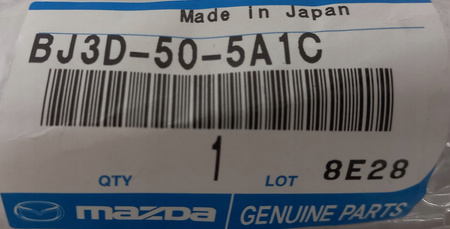 Made in Japan
BJ3D-50-5A1C
1
QTY LOT 8E28
mazda GENUINE PARTS